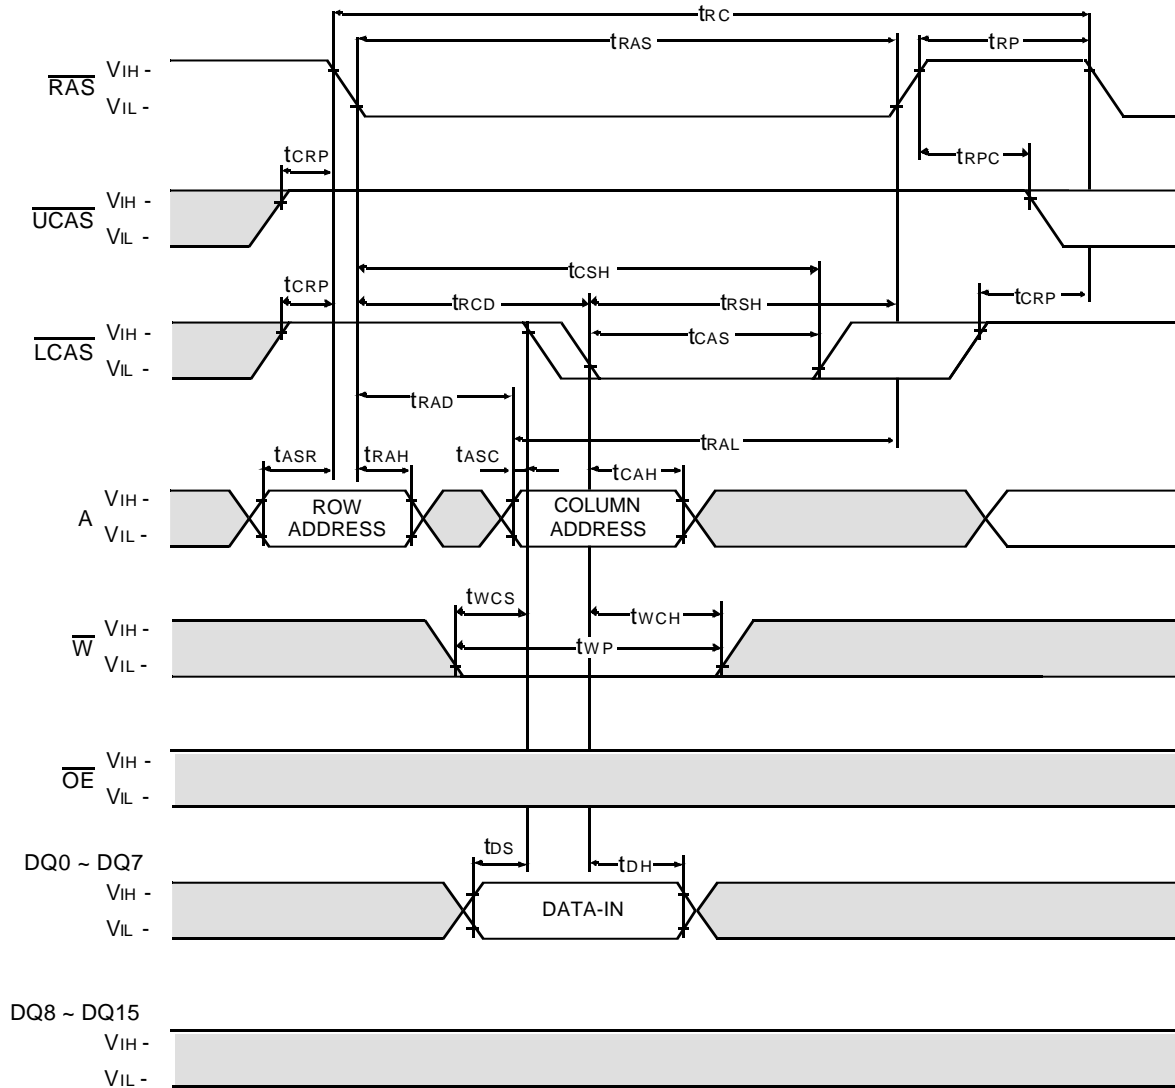 tRC
tRAS
tRP
RAS
VIH -
VIL -
tCRP
tRPC
UCAS
VIH -
VIL -
tCSH
tCRP
tRCD
tRSH
tCRP
LCAS
VIH -
VIL -
tCAS
tRAD
tRAL
tASR
tRAH
tASC
tCAH
A
VIH -
VIL -
ROW
ADDRESS
COLUMN
ADDRESS
tWCS
tWCH
W
VIH -
VIL -
tWP
OE
VIH -
VIL -
tDS
tDH
DQ0 ~ DQ7
VIH -
VIL -
DATA-IN
DQ8 ~ DQ15
VIH -
VIL -